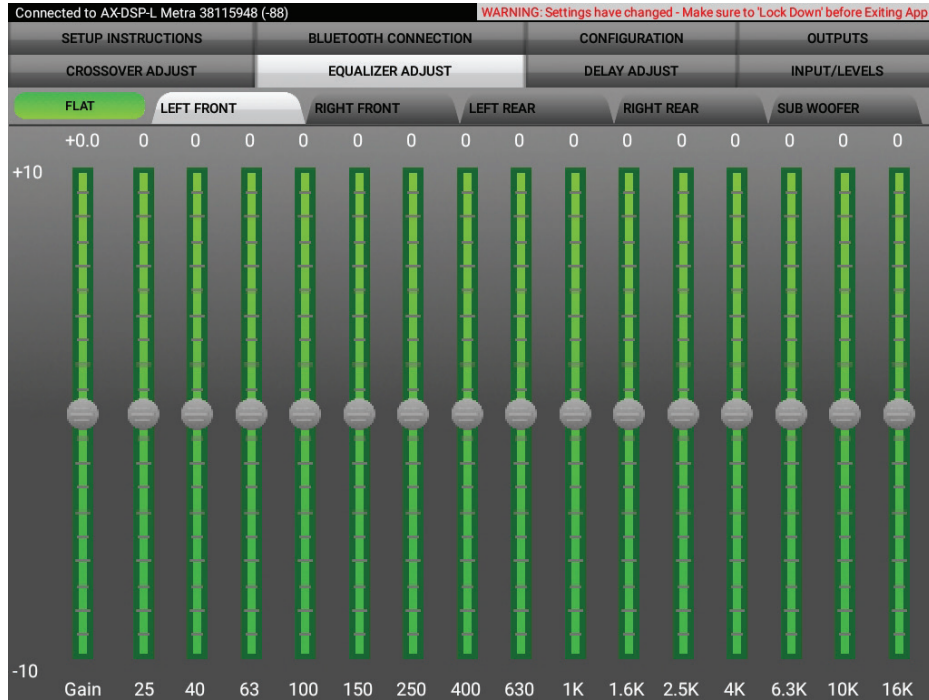 Connected to AX-DSP-L Metra 38115948 (-88) WARNING: Settings have changed - Make sure to 'Lock Down' before Exiting App
SETUP INSTRUCTIONS BLUETOOTH CONNECTION CONFIGURATION OUTPUTS
CROSSOVER ADJUST EQUALIZER ADJUST DELAY ADJUST INPUT/LEVELS
FLAT LEFT FRONT RIGHT FRONT LEFT REAR RIGHT REAR SUB WOOFER
+0.0 0 0 0 0 0 0 0 0 0 0 0 0 0 0 0
+10
-10
Gain 25 40 63 100 150 250 400 630 1K 1.6K 2.5K 4K 6.3K 10K 16K